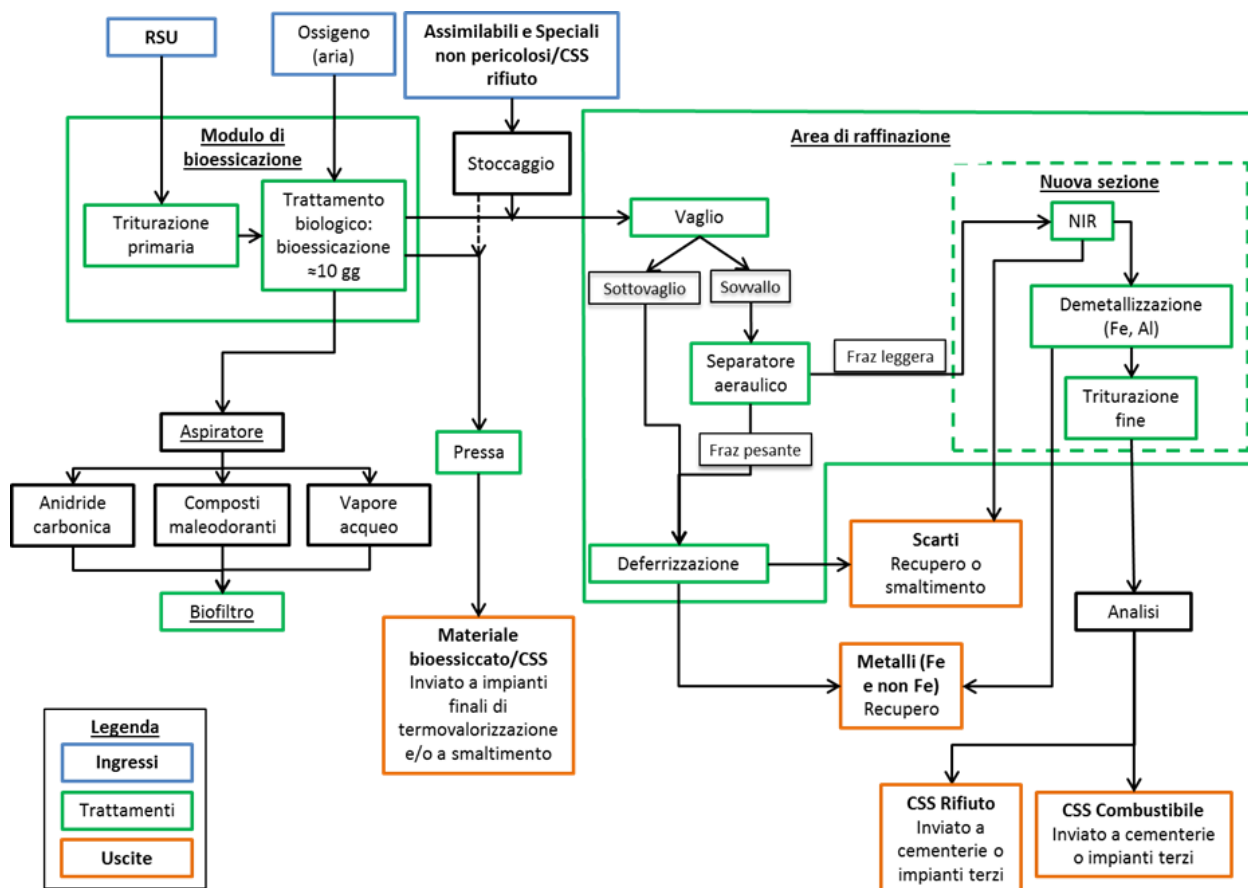 RSU
Ossigeno
(aria)
Assimilabili e Speciali
non pericolosi/CSS
rifiuto
Modulo di
bioessicazione
Triturazione
primaria
Trattamento
biologico:
bioessicazione
≈10 gg
Stoccaggio
Area di raffinazione
Nuova sezione
Vaglio
NIR
Sottovaglio
Sovvallo
Demetallizzazione
(Fe, Al)
Separatore
aeraulico
Fraz leggera
Triturazione
fine
Fraz pesante
Aspiratore
Pressa
Anidride
carbonica
Composti
maleodoranti
Vapore
acqueo
Biofiltro
Deferrizzazione
Scarti
Recupero o
smaltimento
Analisi
Materiale
bioessiccato/CSS
Inviato a impianti
finali di
termovalorizzazione
e/o a smaltimento
Metalli (Fe
e non Fe)
Recupero
Legenda
Ingressi
Trattamenti
Uscite
CSS Rifiuto
Inviato a
cementerie o
impianti terzi
CSS Combustibile
Inviato a cementerie
o impianti terzi